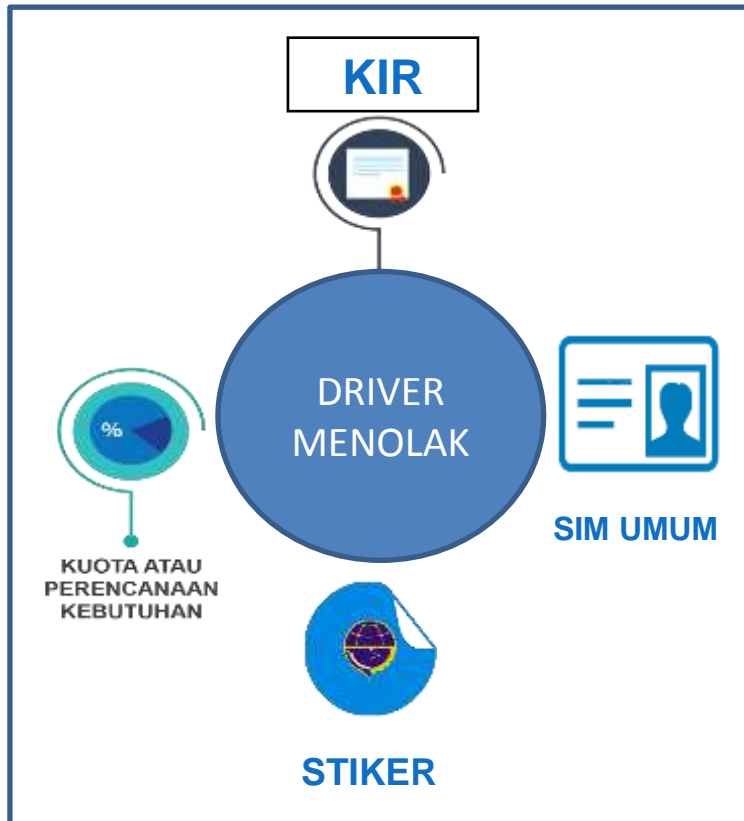 KIR
DRIVER
MENOLAK
%
SIM UMUM
KUOTA ATAU
PERENCANAAN
KEBUTUHAN
STIKER